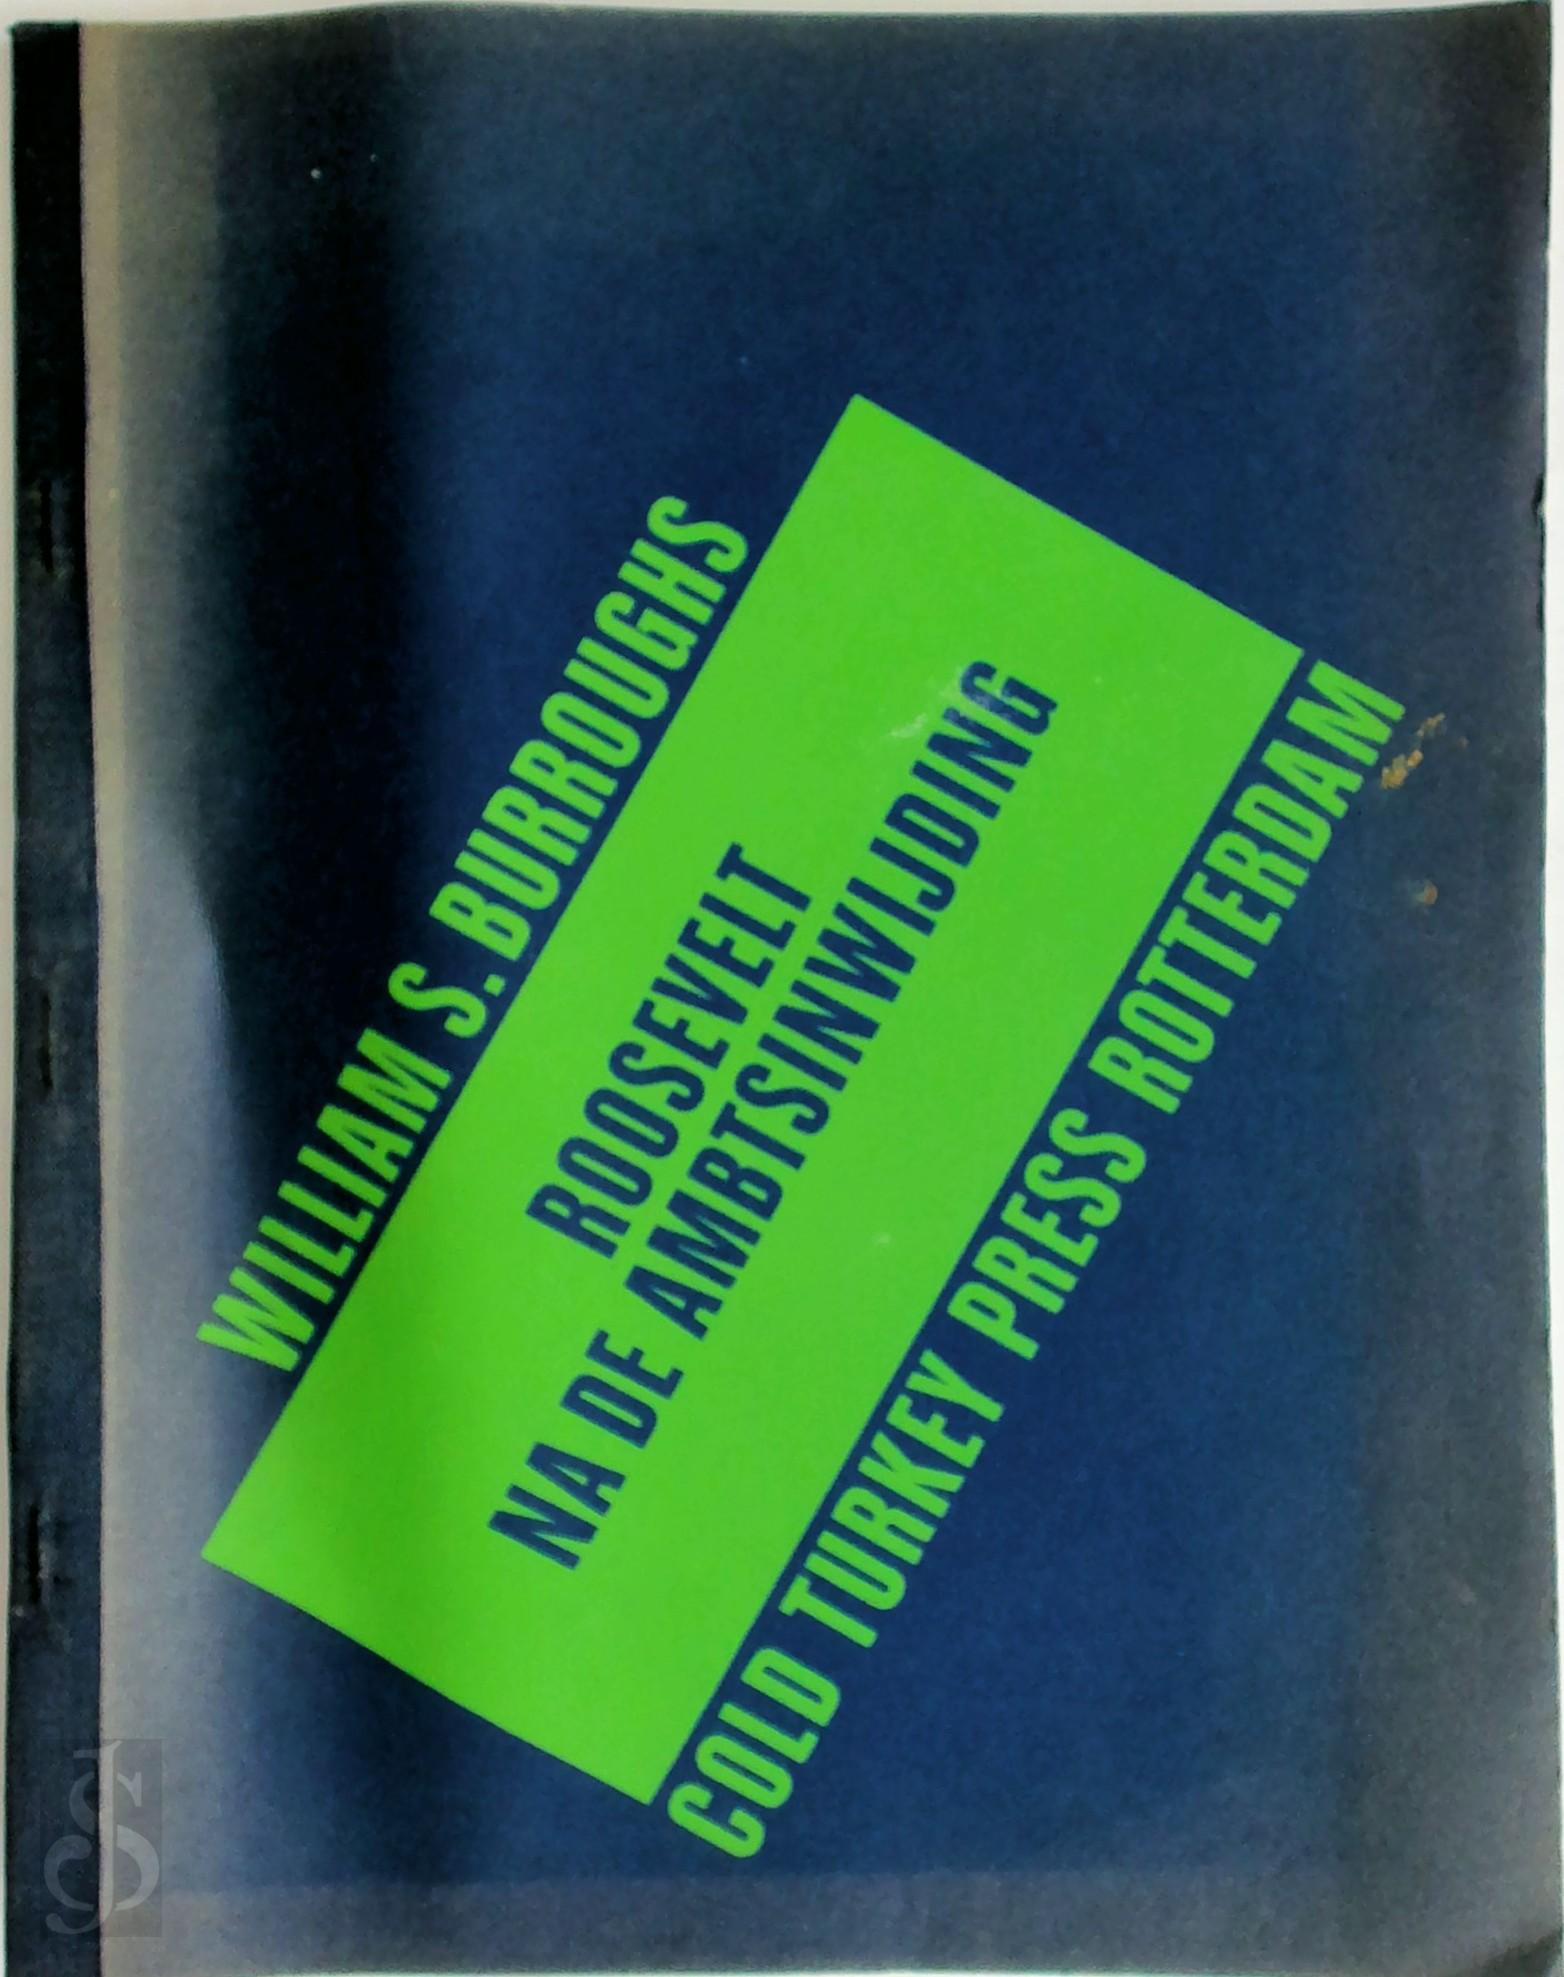 WILLIAM S. BURROUGHS
ROOSEVELT
NA DE AMBTSINWIJDING
COLD TURKEY PRESS ROTTERDAM